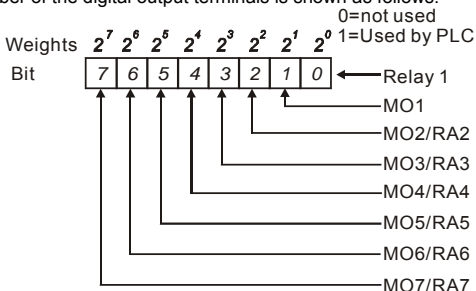 ber of the digital output terminals is shown as follows:
0=not used
1=Used by PLC
Weights 2^7 2^6 2^5 2^4 2^3 2^2 2^1 2^0
Bit 7 6 5 4 3 2 1 0 Relay 1
MO1
MO2/RA2
MO3/RA3
MO4/RA4
MO5/RA5
MO6/RA6
MO7/RA7